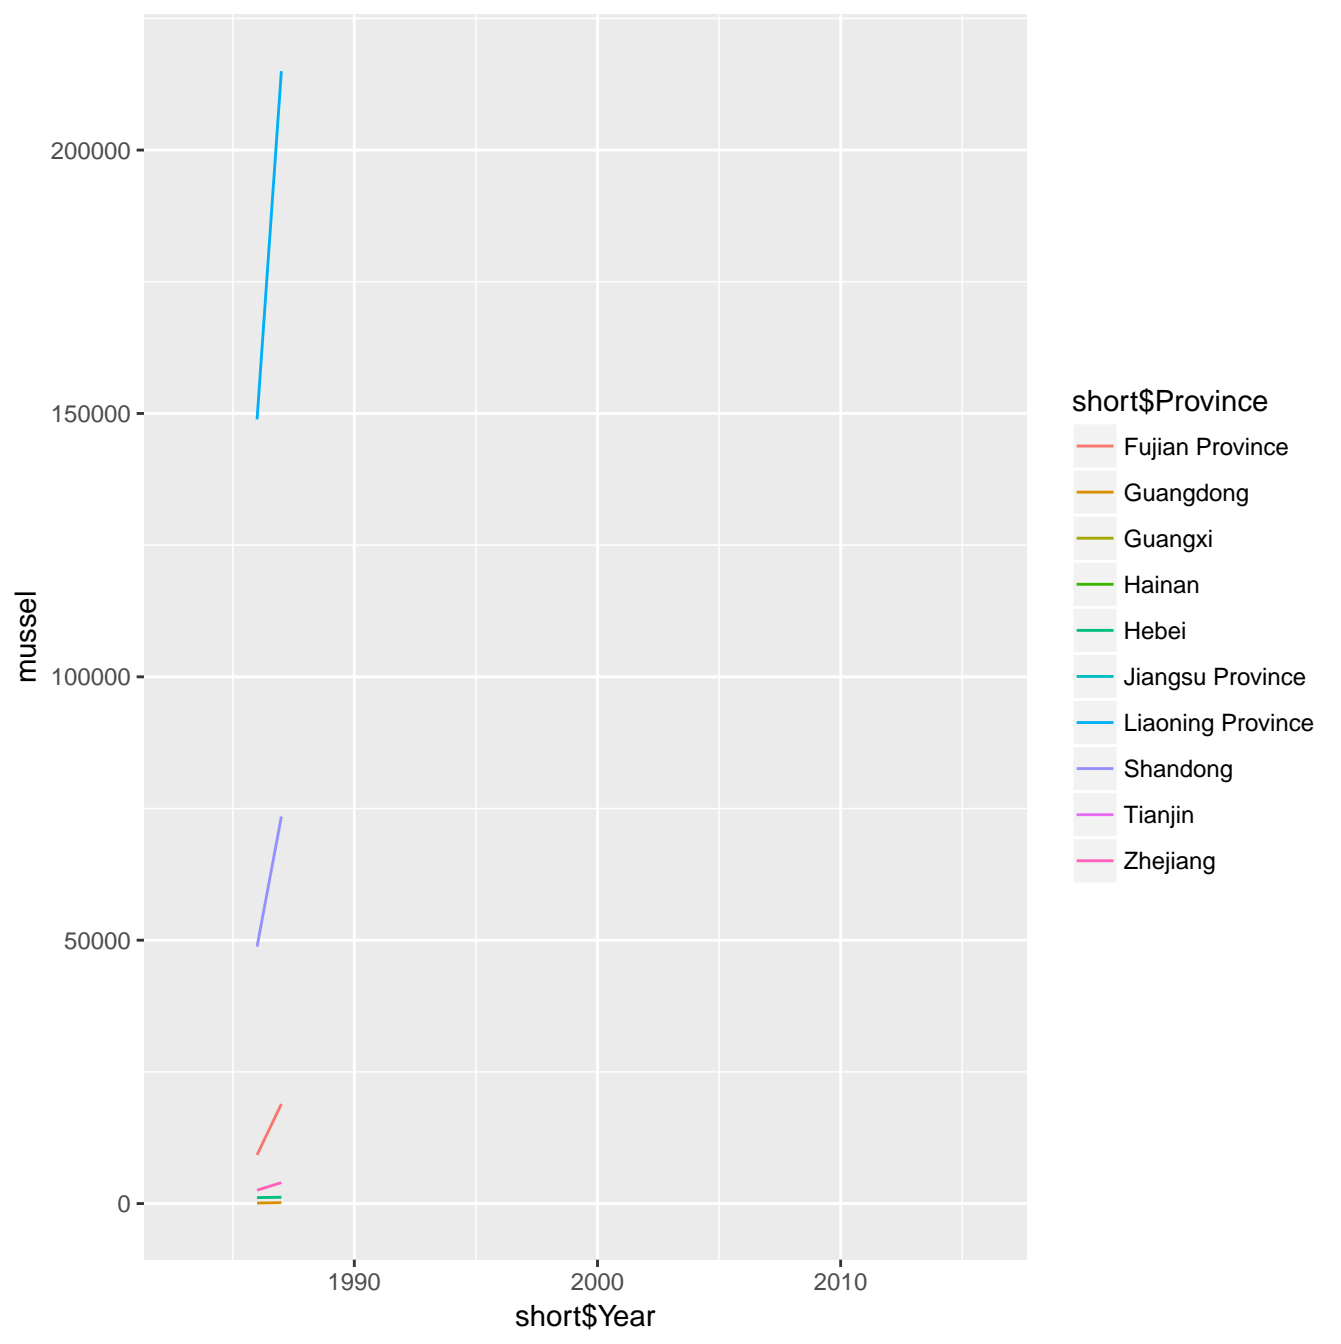 200000
150000
100000
50000
0
mussel
1990
2000
2010
short$Year
short$Province
Fujian Province
Guangdong
Guangxi
Hainan
Hebei
Jiangsu Province
Liaoning Province
Shandong
Tianjin
Zhejiang